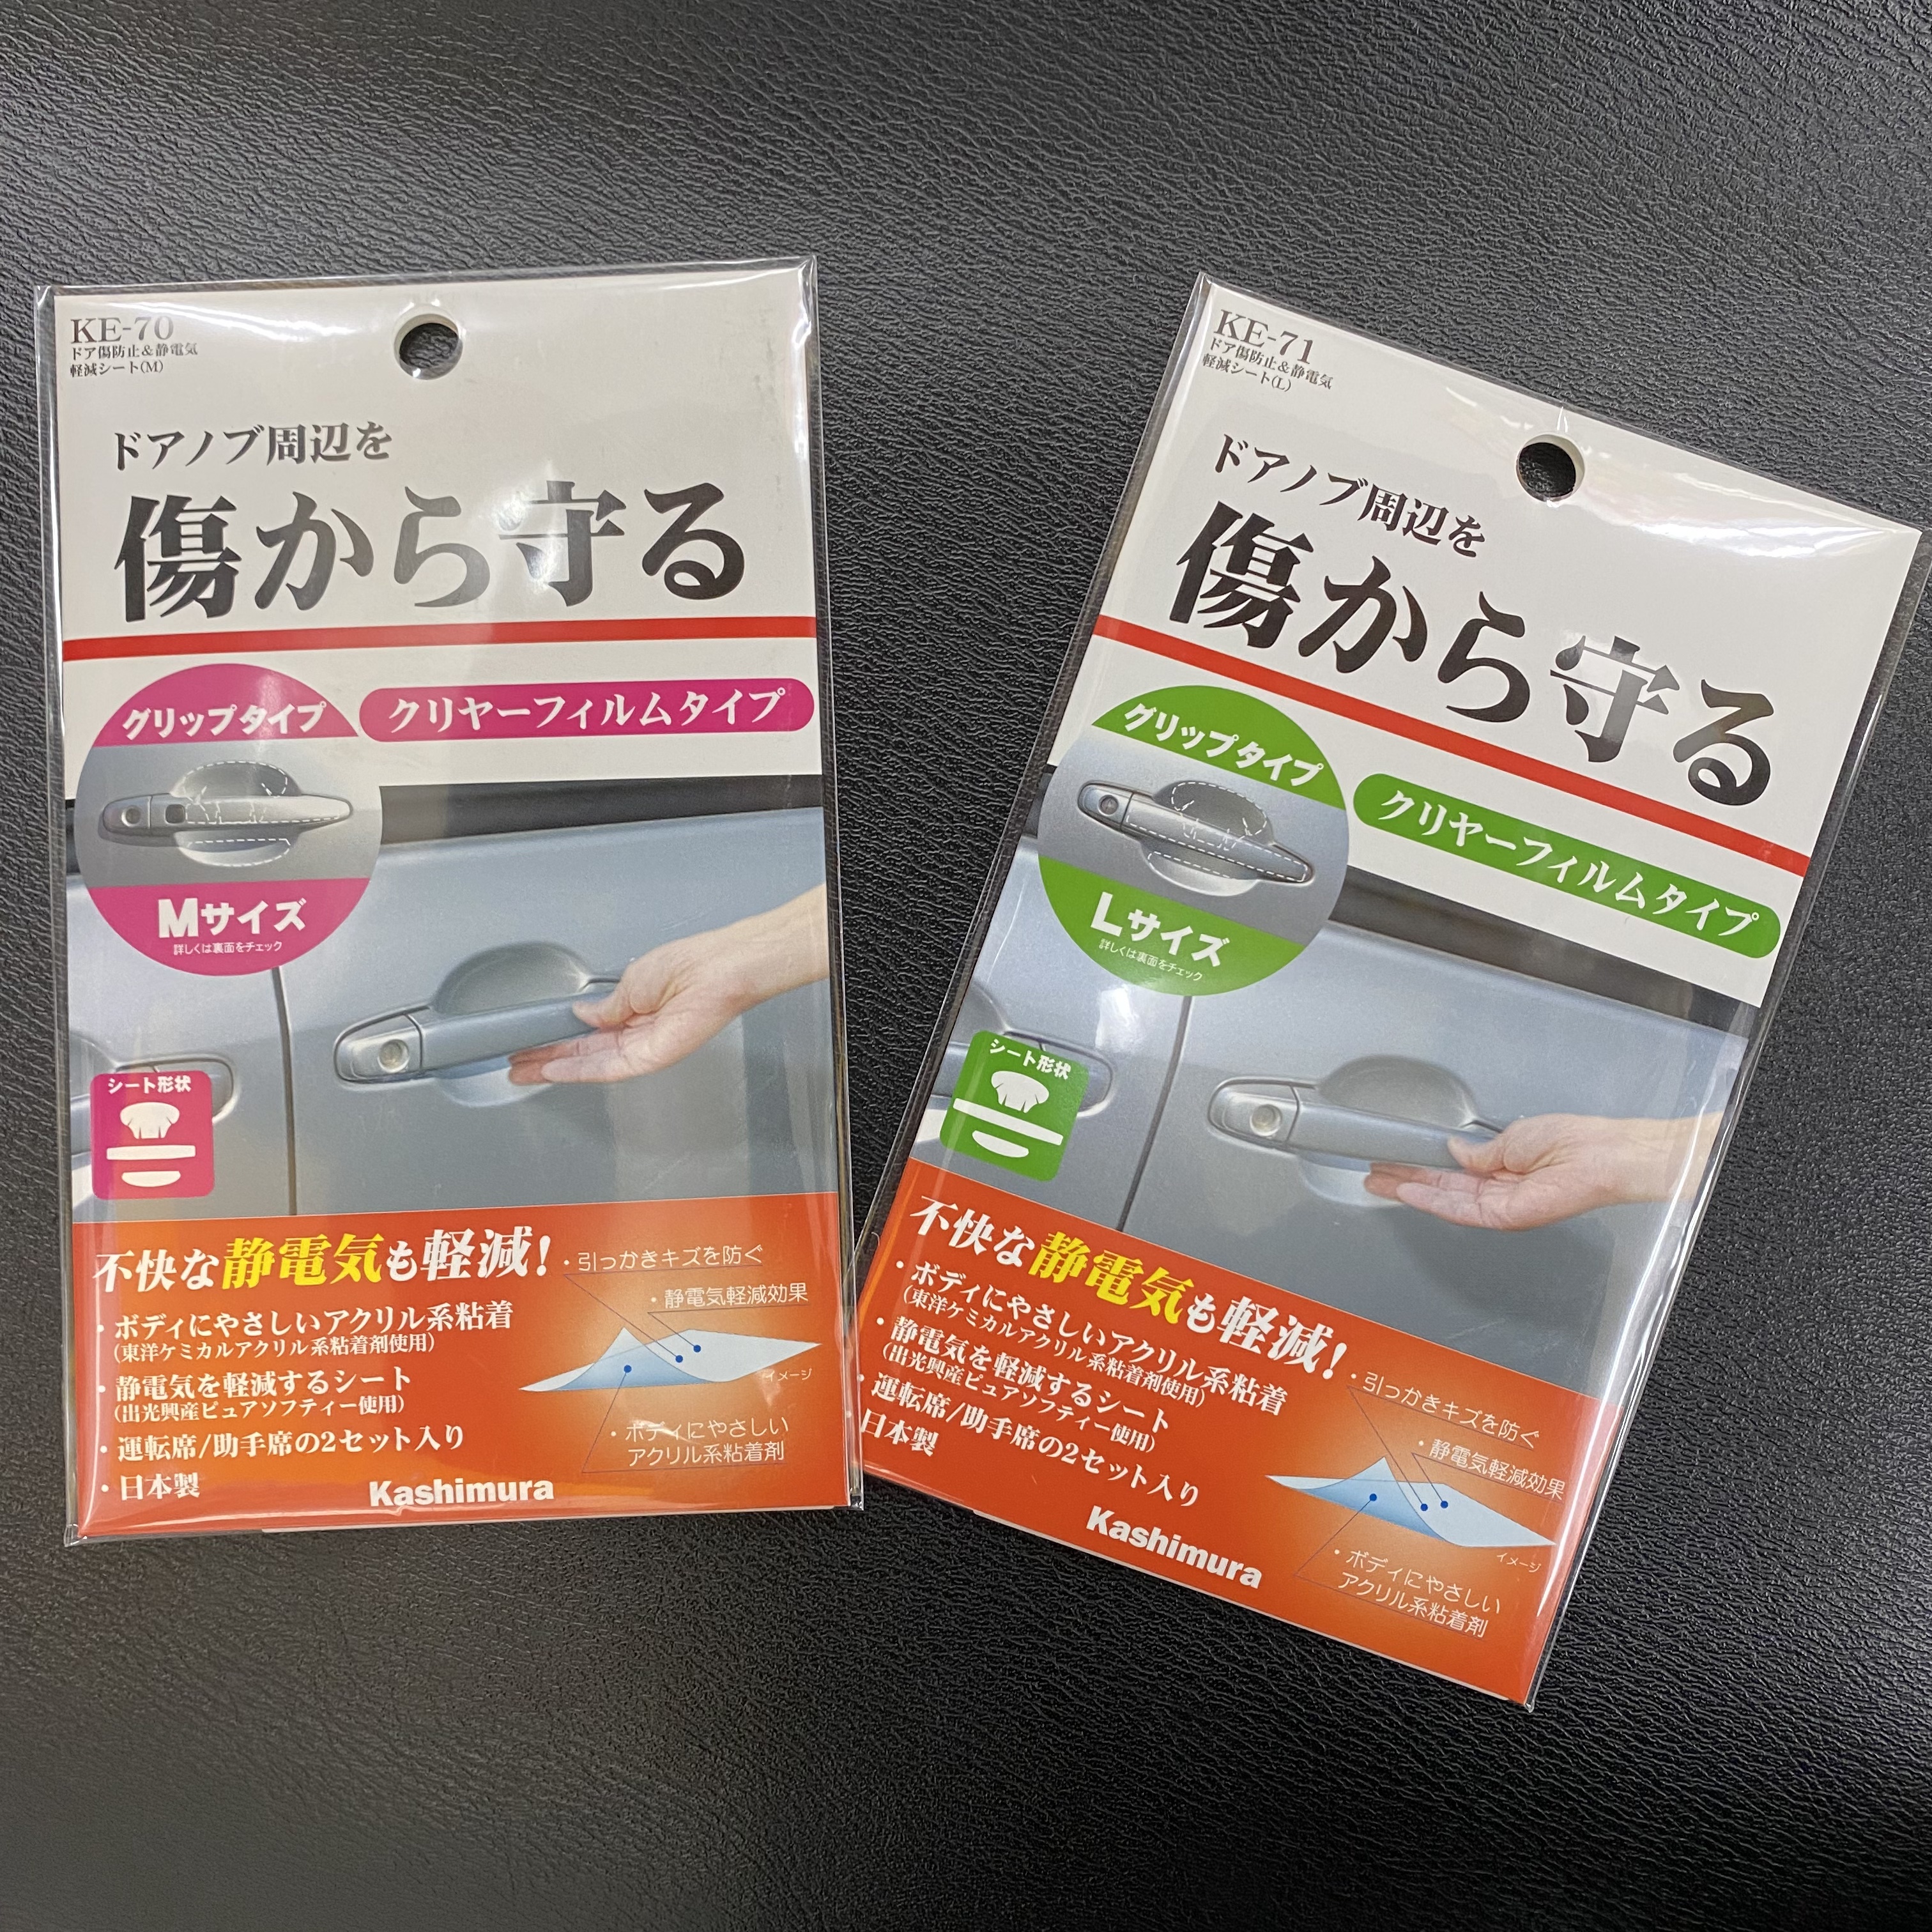 KE-70
ドア傷防止＆静電気
軽減シート(M)
ドアノブ周辺を
傷から守る
グリップタイプ
クリヤーフィルムタイプ
Mサイズ
詳しくは裏面をチェック
シート形状
不快な静電気も軽減!
・引っかきキズを防ぐ
・静電気軽減効果
・ボディにやさしいアクリル系粘着
(東洋ケミカルアクリル系粘着剤使用)
・静電気を軽減するシート
(出光興産ピュアソフティー使用)
・運転席/助手席の2セット入り
・日本製
イメージ
・ボディにやさしい
アクリル系粘着剤
Kashimura
KE-71
ドア傷防止＆静電気
軽減シート(L)
ドアノブ周辺を
傷から守る
グリップタイプ
クリヤーフィルムタイプ
Lサイズ
詳しくは裏面をチェック
シート形状
不快な静電気も軽減!
・引っかきキズを防ぐ
・静電気軽減効果
・ボディにやさしいアクリル系粘着
(東洋ケミカルアクリル系粘着剤使用)
・静電気を軽減するシート
(出光興産ピュアソフティー使用)
・運転席/助手席の2セット入り
日本製
イメージ
・ボディにやさしい
アクリル系粘着剤
Kashimura